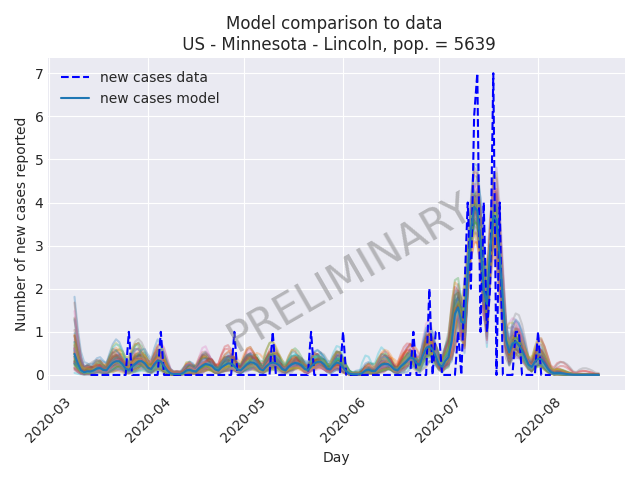 Model comparison to data
US - Minnesota - Lincoln, pop. = 5639
new cases data
new cases model
Number of new cases reported
7
6
5
4
3
2
1
0
PRELIMINARY
2020-03
2020-04
2020-05
2020-06
2020-07
2020-08
Day